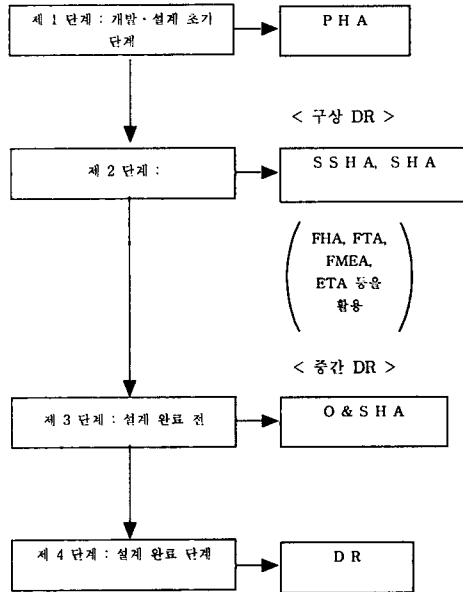 제 1 단계 : 개발 · 설계 초기
단계
P H A
< 구상 DR >
제 2 단계 :
S S H A, S H A
FHA, FTA,
FMEA,
ETA 등을
활용
< 중간 DR >
제 3 단계 : 설계 완료 전
O & S H A
제 4 단계 : 설계 완료 단계
D R